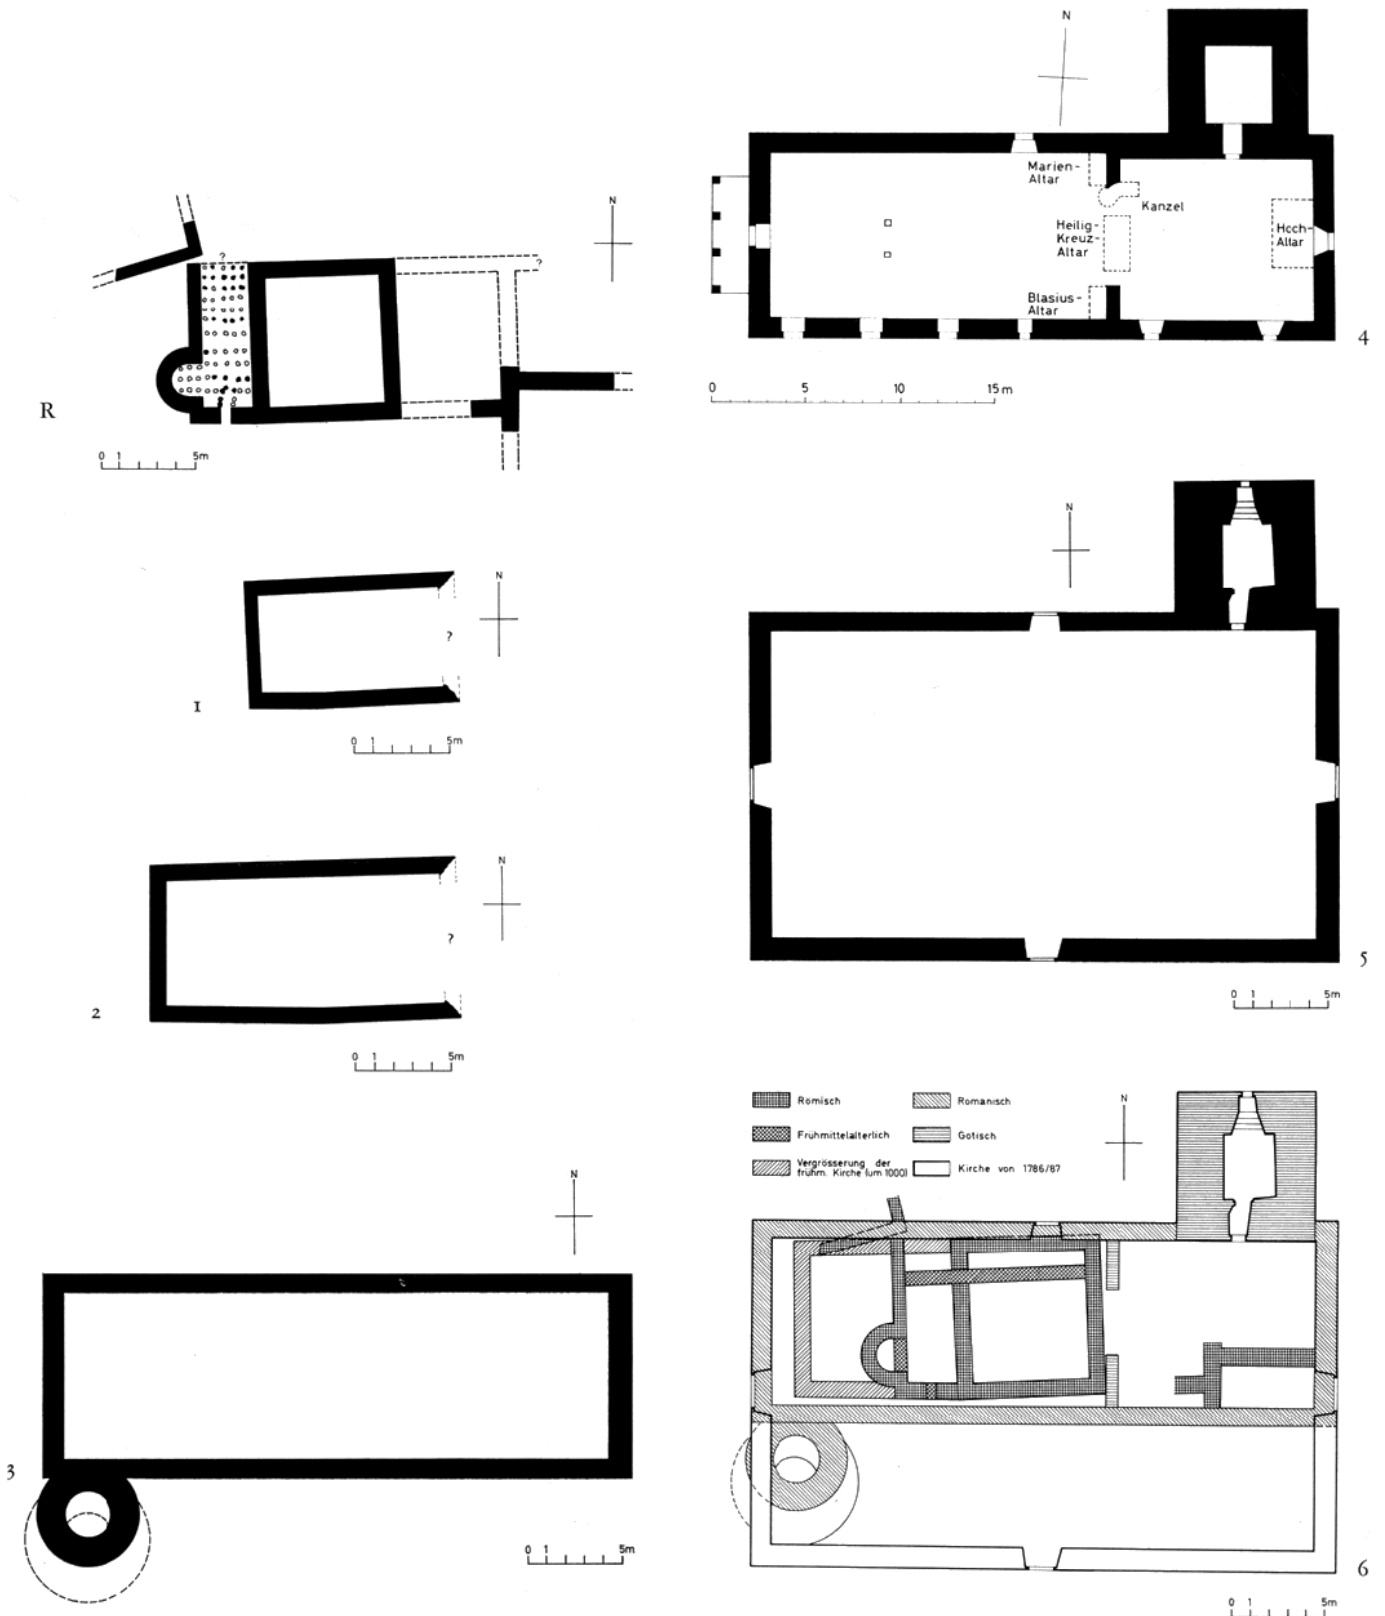 N
?
?
R
0 1 5m
N
?
1
0 1 5m
N
?
2
0 1 5m
N
3
0 1 5m
N
Marien-
Altar
Kanzel
Heilig-
Kreuz-
Altar
Hoch-
Altar
Blasius-
Altar
4
0 5 10 15m
N
5
0 1 5m
Römisch
Romanisch
N
Frühmittelalterlich
Gotisch
Vergrösserung der
frühm. Kirche (um 1000)
Kirche von 1786/87
6
0 1 5m